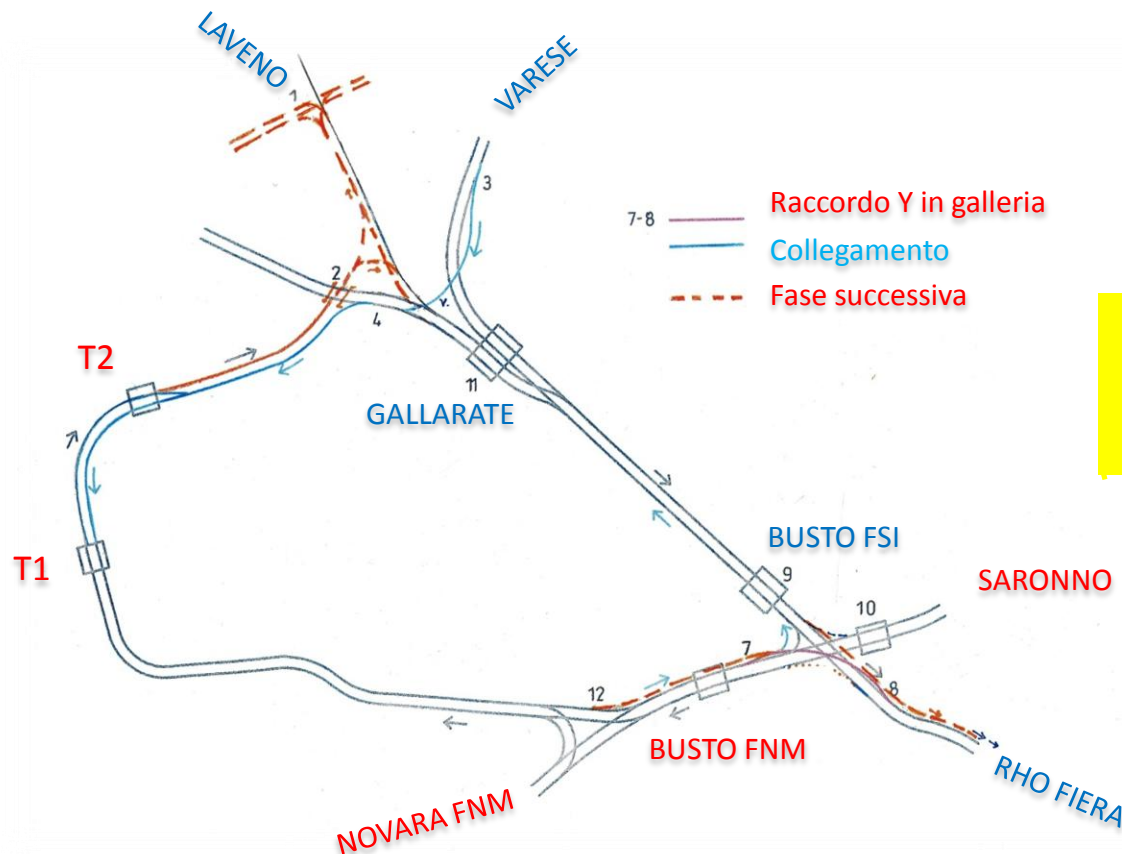 LAVENO
VARESE
1
3
7-8
Raccordo Y in galleria
Collegamento
Fase successiva
2
4
v.
T2
11
GALLARATE
T1
BUSTO FSI
9
SARONNO
10
7
8
12
BUSTO FNM
RHO FIERA
NOVARA FNM